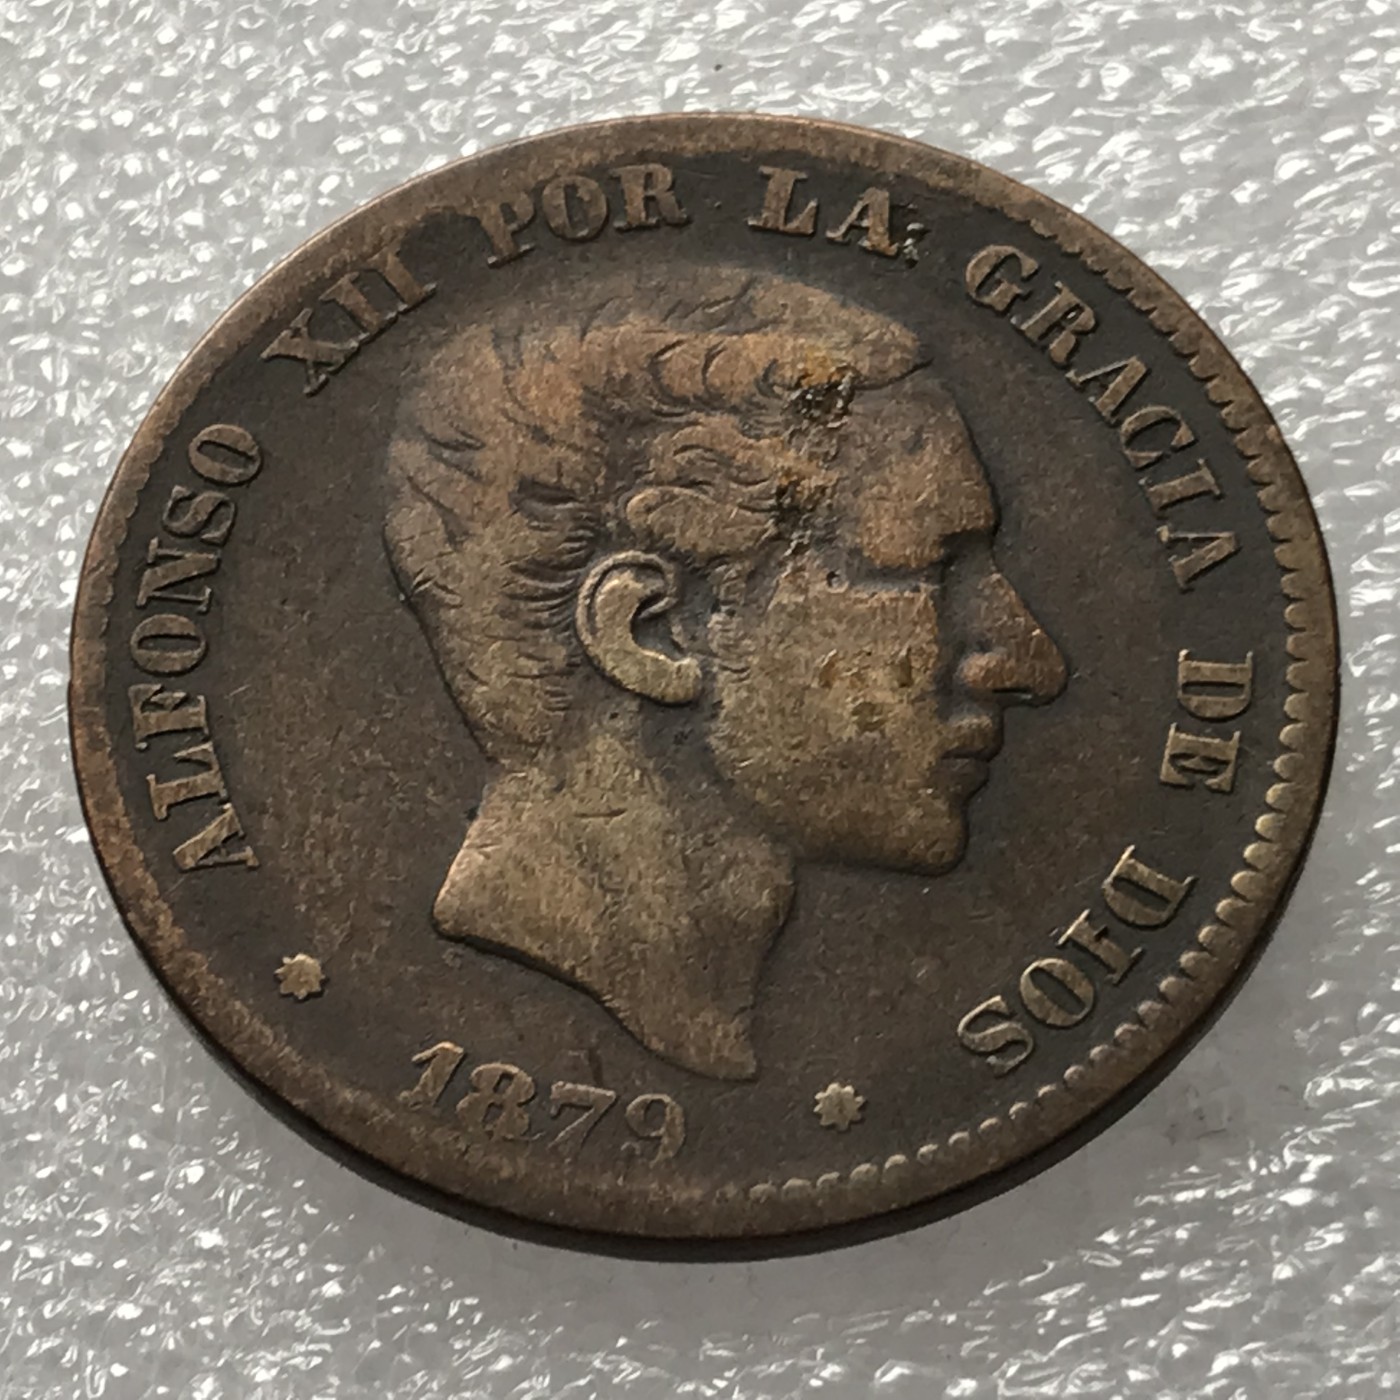 ALFONSO XII POR LA GRACIA DE DIOS
1879